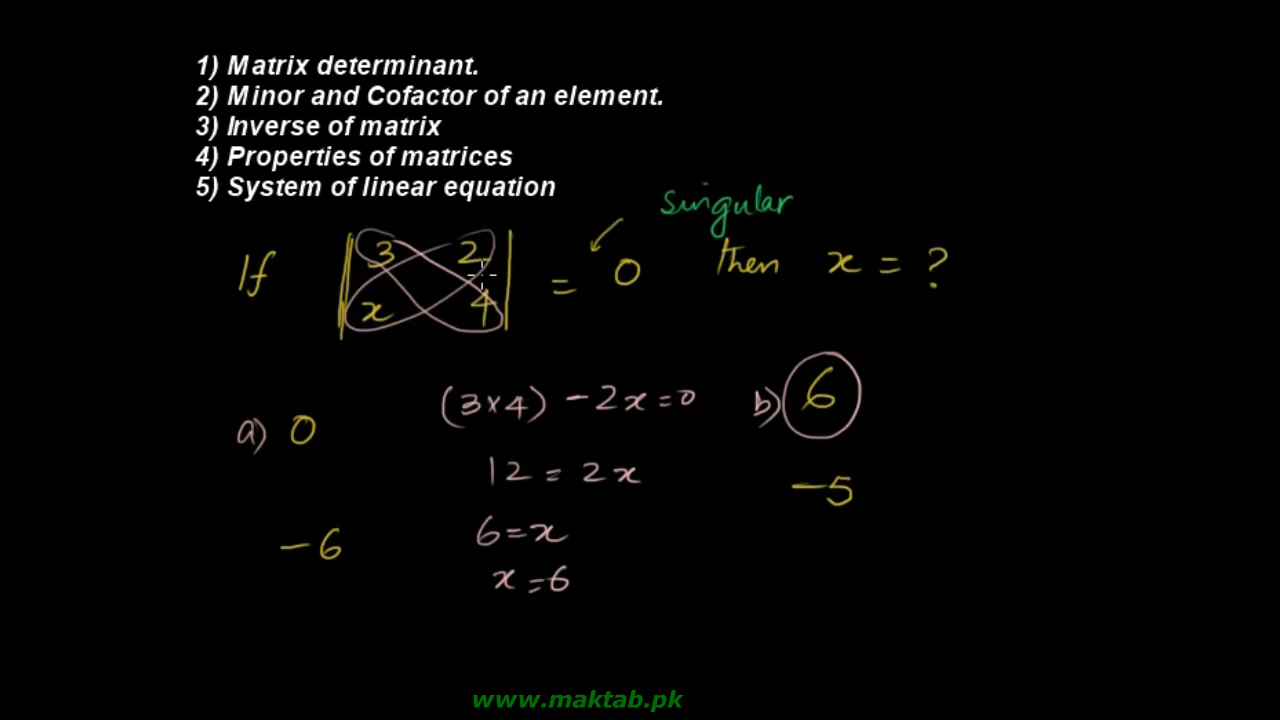 1) Matrix determinant.
2) Minor and Cofactor of an element.
3) Inverse of matrix
4) Properties of matrices
5) System of linear equation
singular
If | 3 2 | = 0 then x = ?
| x 4 |
a) 0 (3×4) -2x=0 b) 6
12 = 2x -5
-6 6=x
x=6
www.maktab.pk